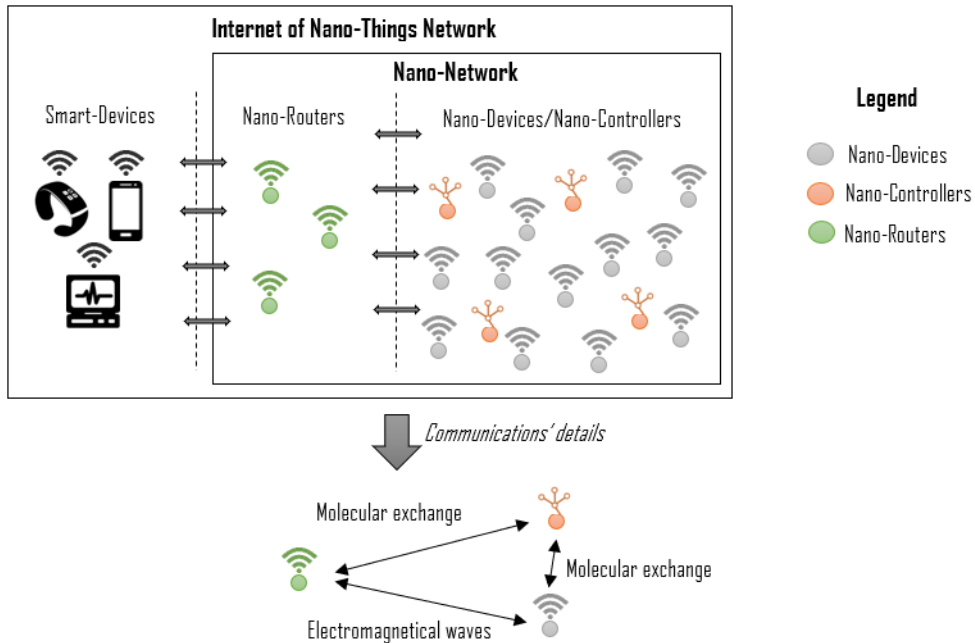 Internet of Nano-Things Network
Nano-Network
Smart-Devices
Nano-Routers
Nano-Devices/Nano-Controllers
Legend
Nano-Devices
Nano-Controllers
Nano-Routers
Communications' details
Molecular exchange
Molecular exchange
Electromagnetical waves